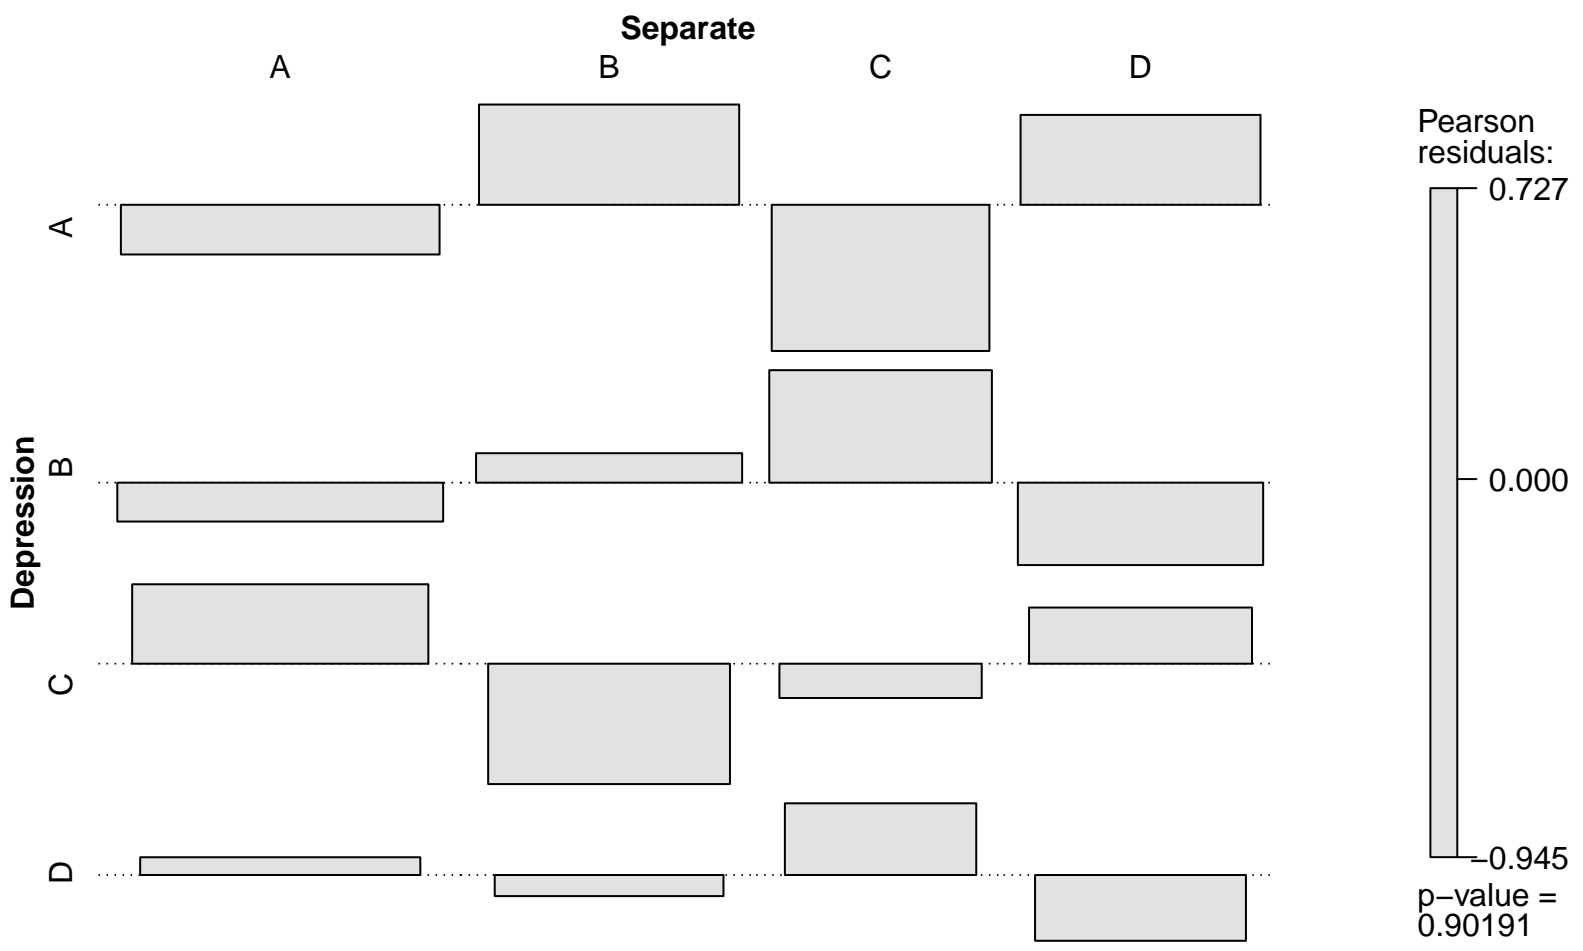 Separate
A B C D
Depression
A
B
C
D
Pearson
residuals:
0.727
0.000
−0.945
p−value =
0.90191